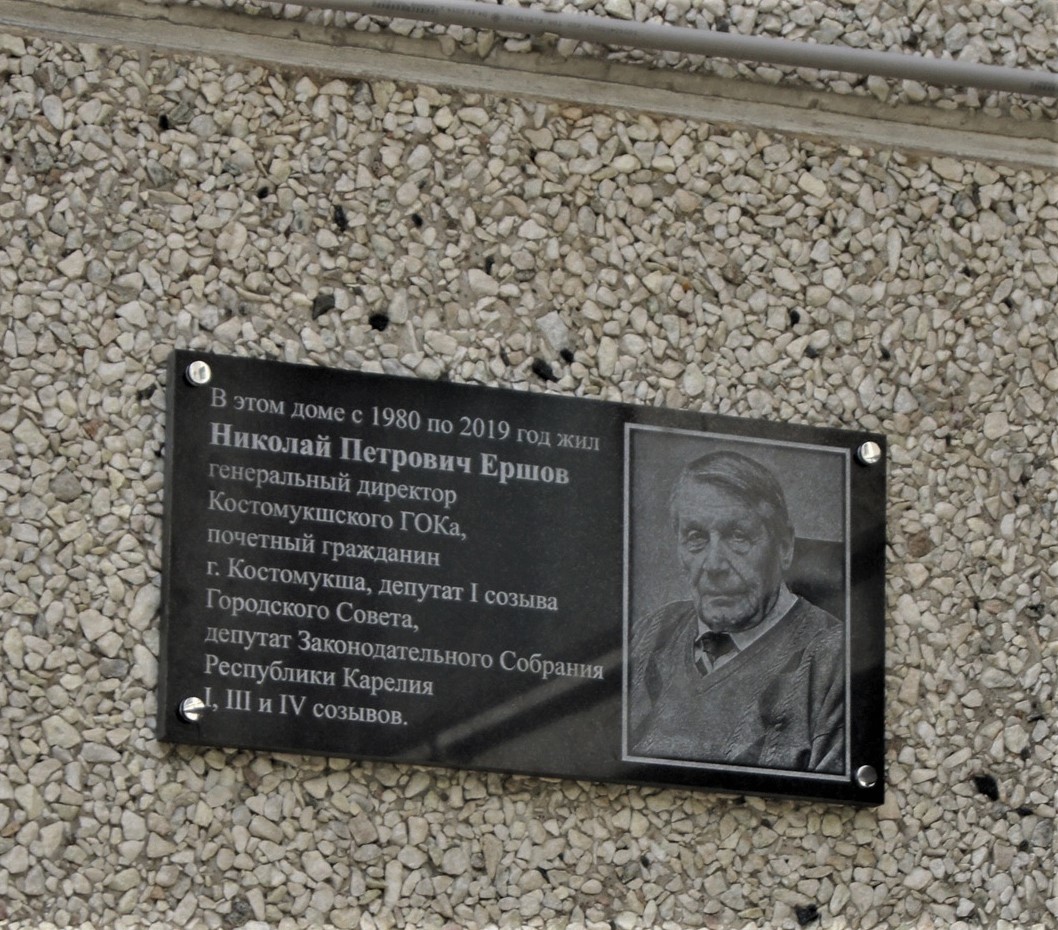 В этом доме с 1980 по 2019 год жил
Николай Петрович Ершов
генеральный директор
Костомукшского ГОКа,
почетный гражданин
г. Костомукша, депутат I созыва
Городского Совета,
депутат Законодательного Собрания
Республики Карелия
I, III и IV созывов.